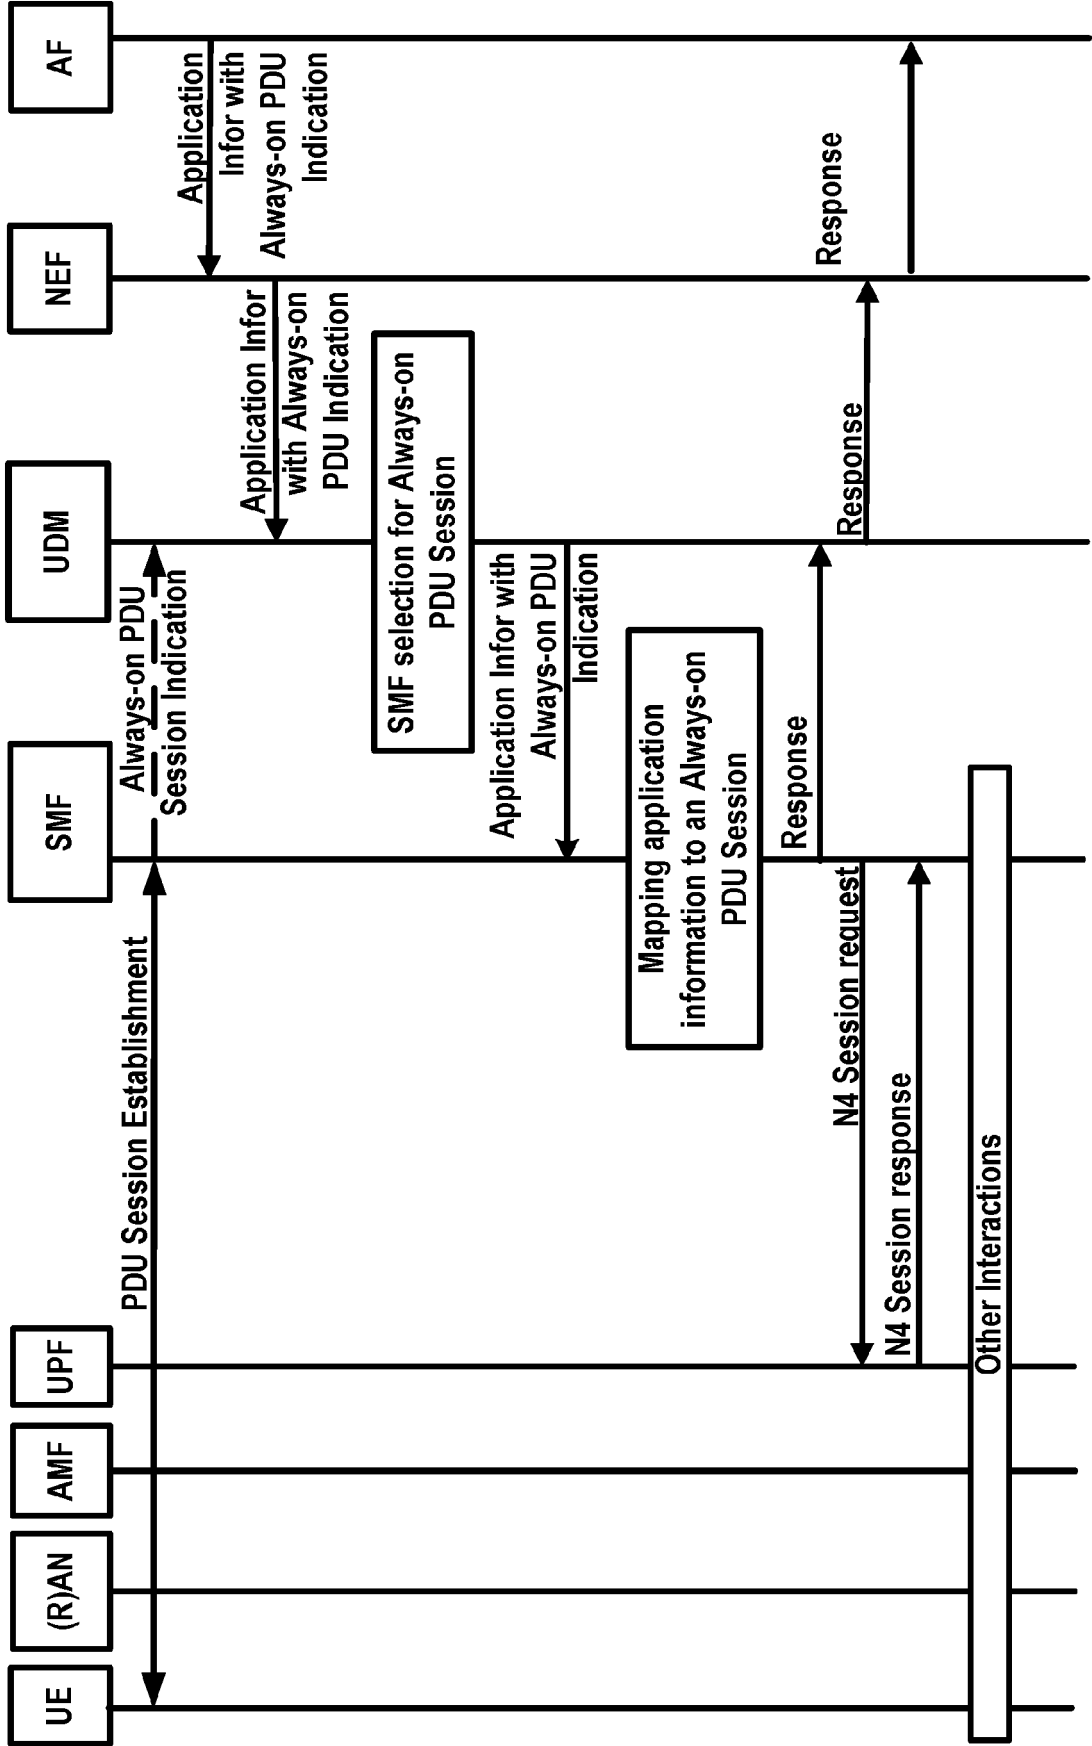 UE
(R)AN
AMF
UPF
SMF
UDM
NEF
AF
PDU Session Establishment
Always-on PDU
Session Indication
Application
Infor with
Always-on PDU
Indication
Application Infor
with Always-on
PDU Indication
SMF selection for Always-on
PDU Session
Application Infor with
Always-on PDU
Indication
Mapping application
information to an Always-on
PDU Session
Response
N4 Session request
Response
Response
N4 Session response
Other Interactions